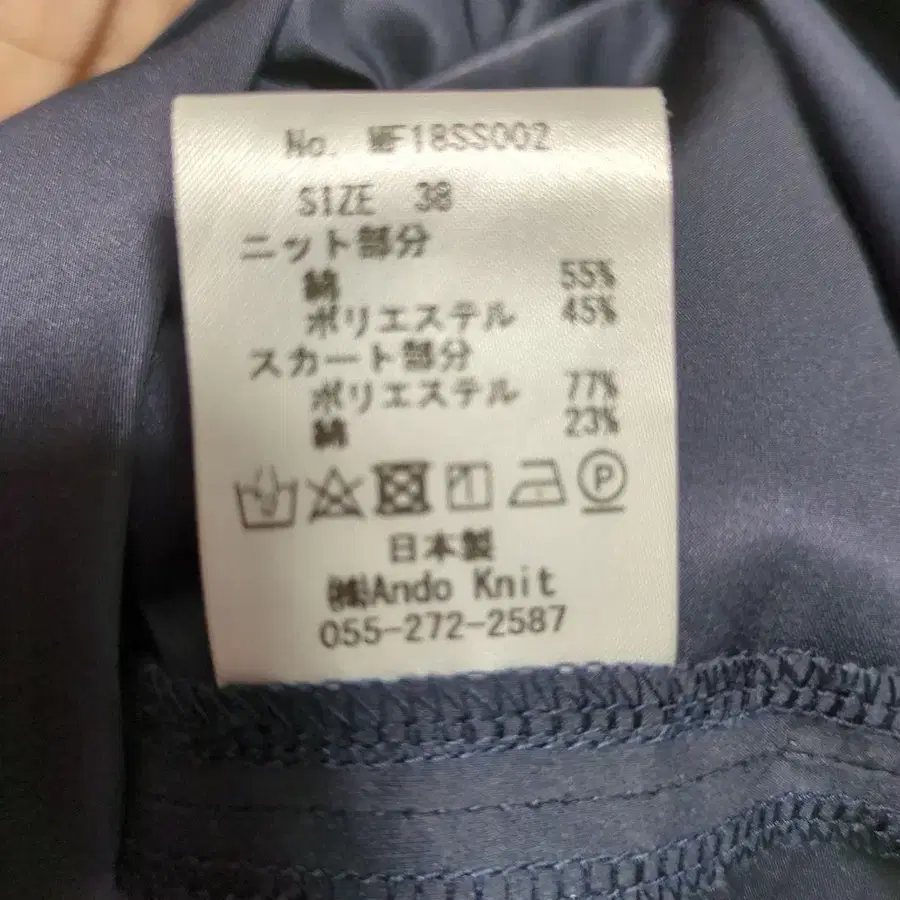 No. WF18SS002
SIZE 38
ニット部分
綿 55%
ポリエステル 45%
スカート部分
ポリエステル 77%
綿 23%
P
日本製
㈱Ando Knit
055-272-2587